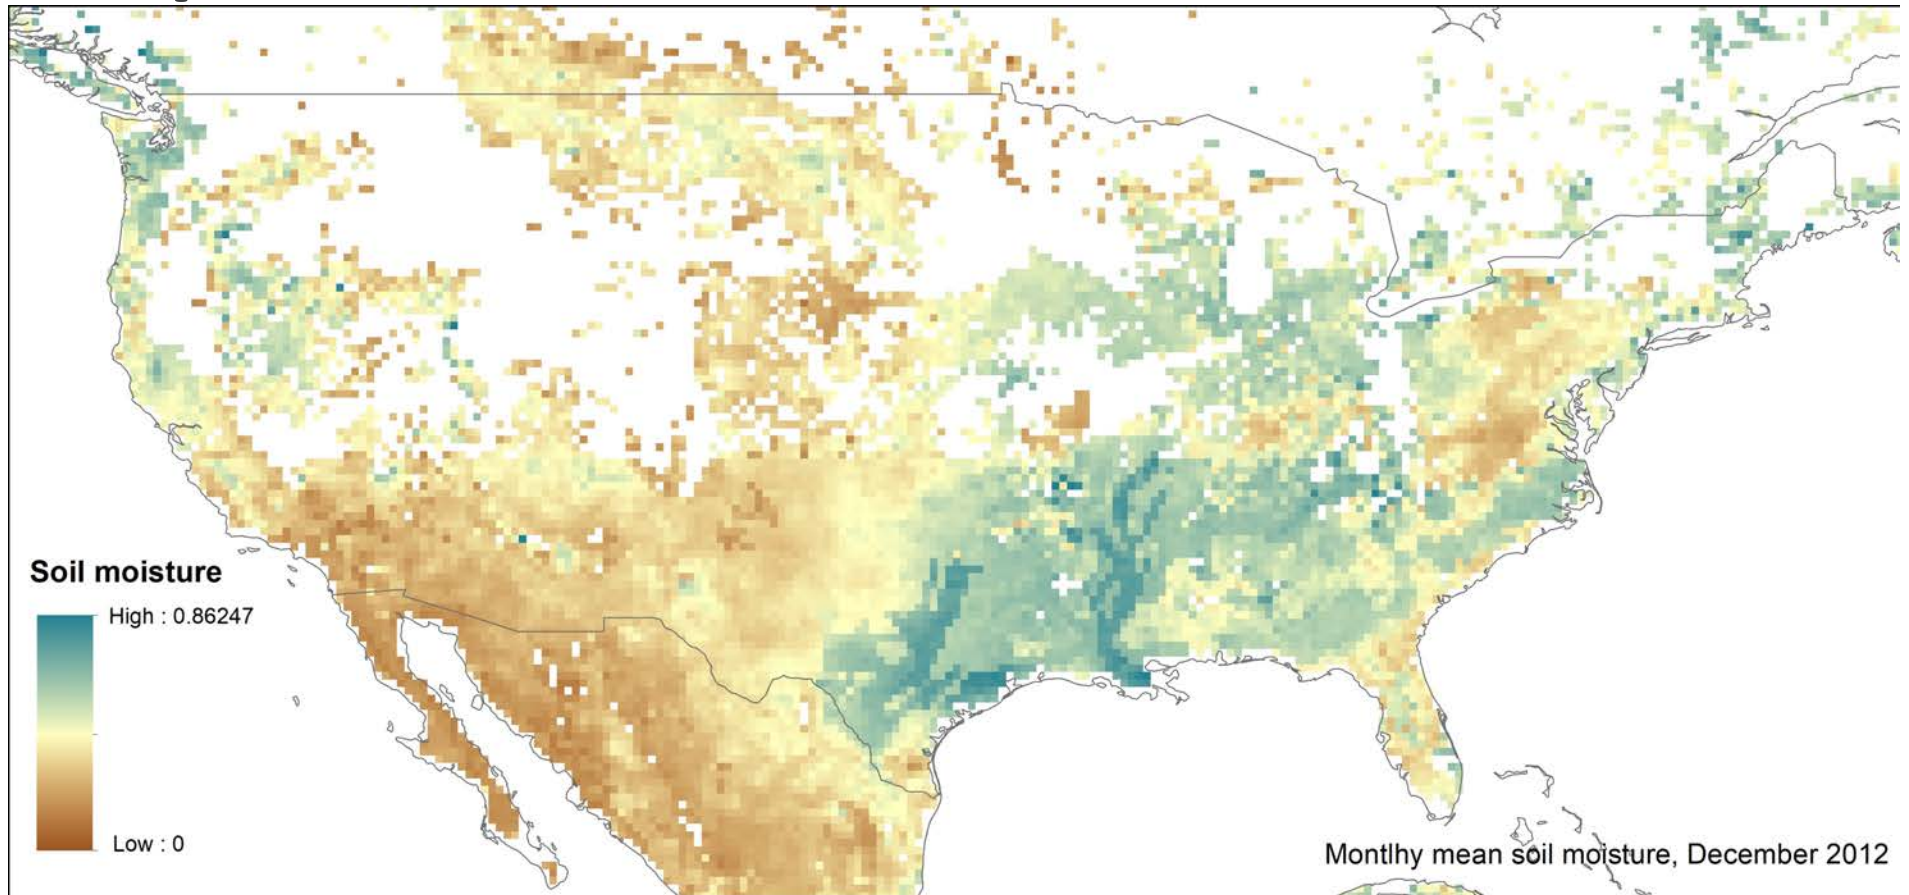 Soil moisture
High : 0.86247
Low : 0
Montlhy mean soil moisture, December 2012